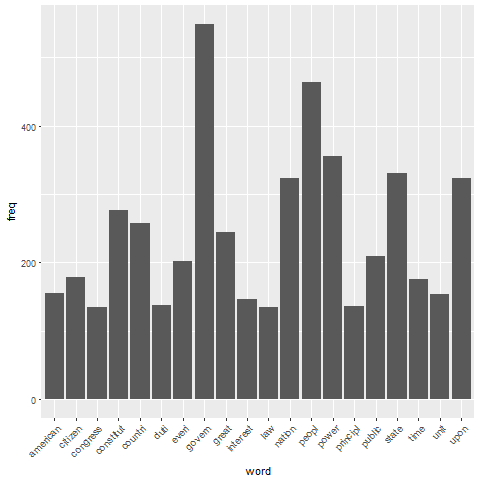 freq
400
200
0
american
citizen
congress
constitut
countri
duti
everi
govern
great
interest
law
nation
peopl
power
principl
public
state
time
unit
upon
word